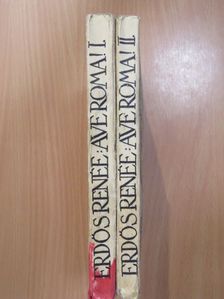 ERDŐS RENÉE: AVE ROMA! I.
ERDŐS RENÉE: AVE ROMA! II.